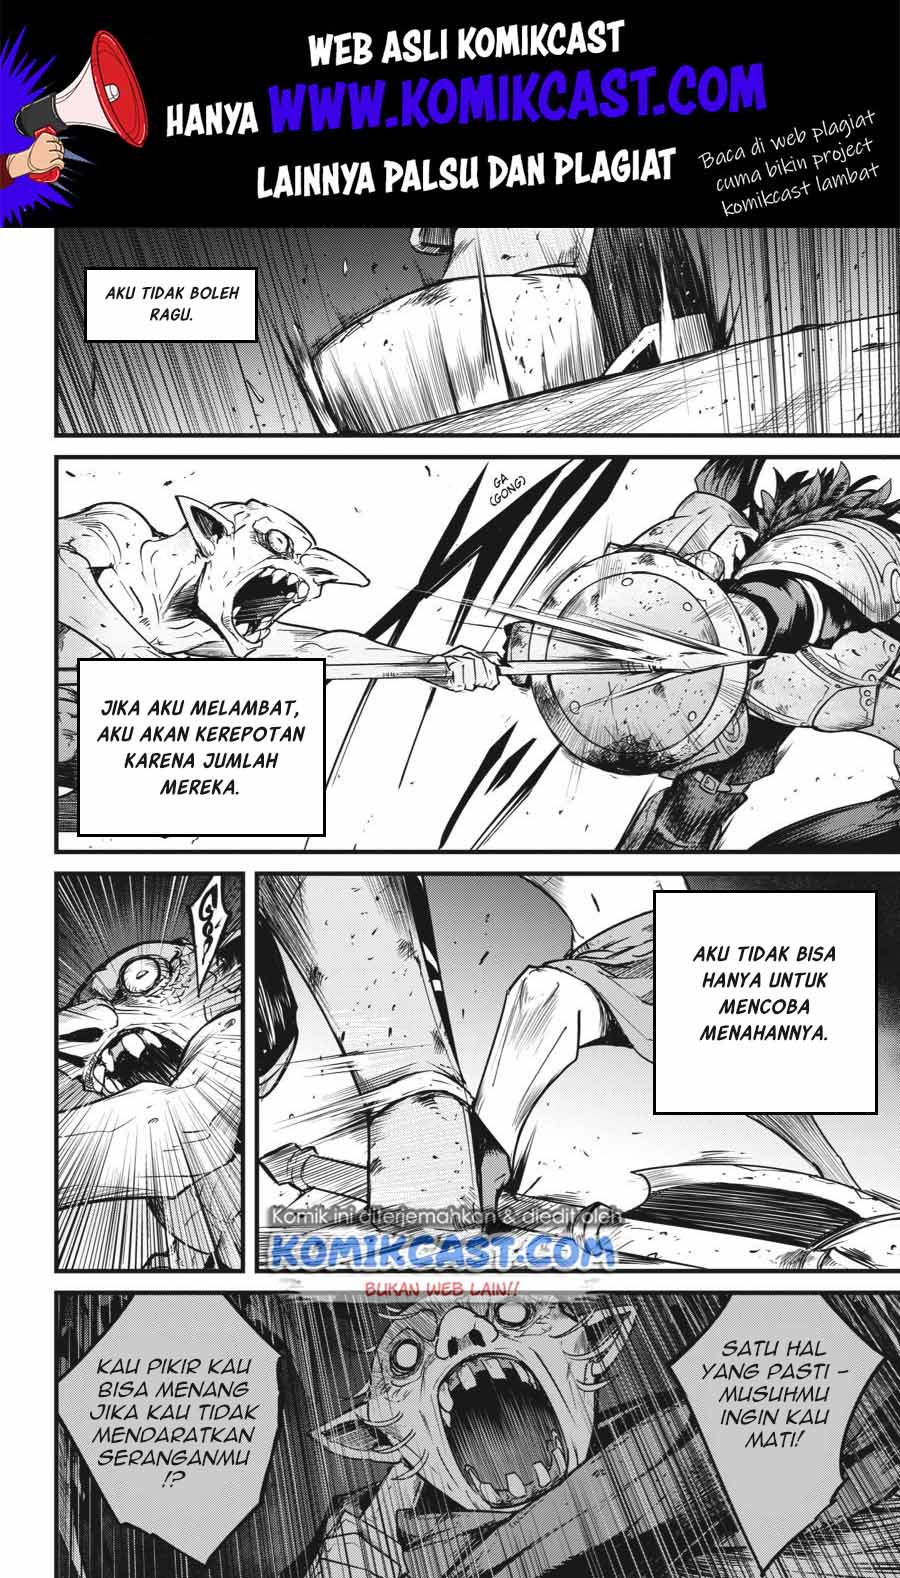 WEB ASLI KOMIKCAST
HANYA WWW.KOMIKCAST.COM
LAINNYA PALSU DAN PLAGIAT
Baca di web plagiat
cuma bikin project
komikcast lambat
AKU TIDAK BOLEH
RAGU.
GA
(GONG)
JIKA AKU MELAMBAT,
AKU AKAN KEREPOTAN
KARENA JUMLAH
MEREKA.
AKU TIDAK BISA
HANYA UNTUK
MENCOBA
MENAHANNYA.
Komik ini diterjemahkan & diedit oleh
KOMIKCAST.COM
BUKAN WEB LAIN!!
SATU HAL
YANG PASTI -
MUSUHMU
INGIN KAU
MATI!
KAU PIKIR KAU
BISA MENANG
JIKA KAU TIDAK
MENDARATKAN
SERANGANMU
!?